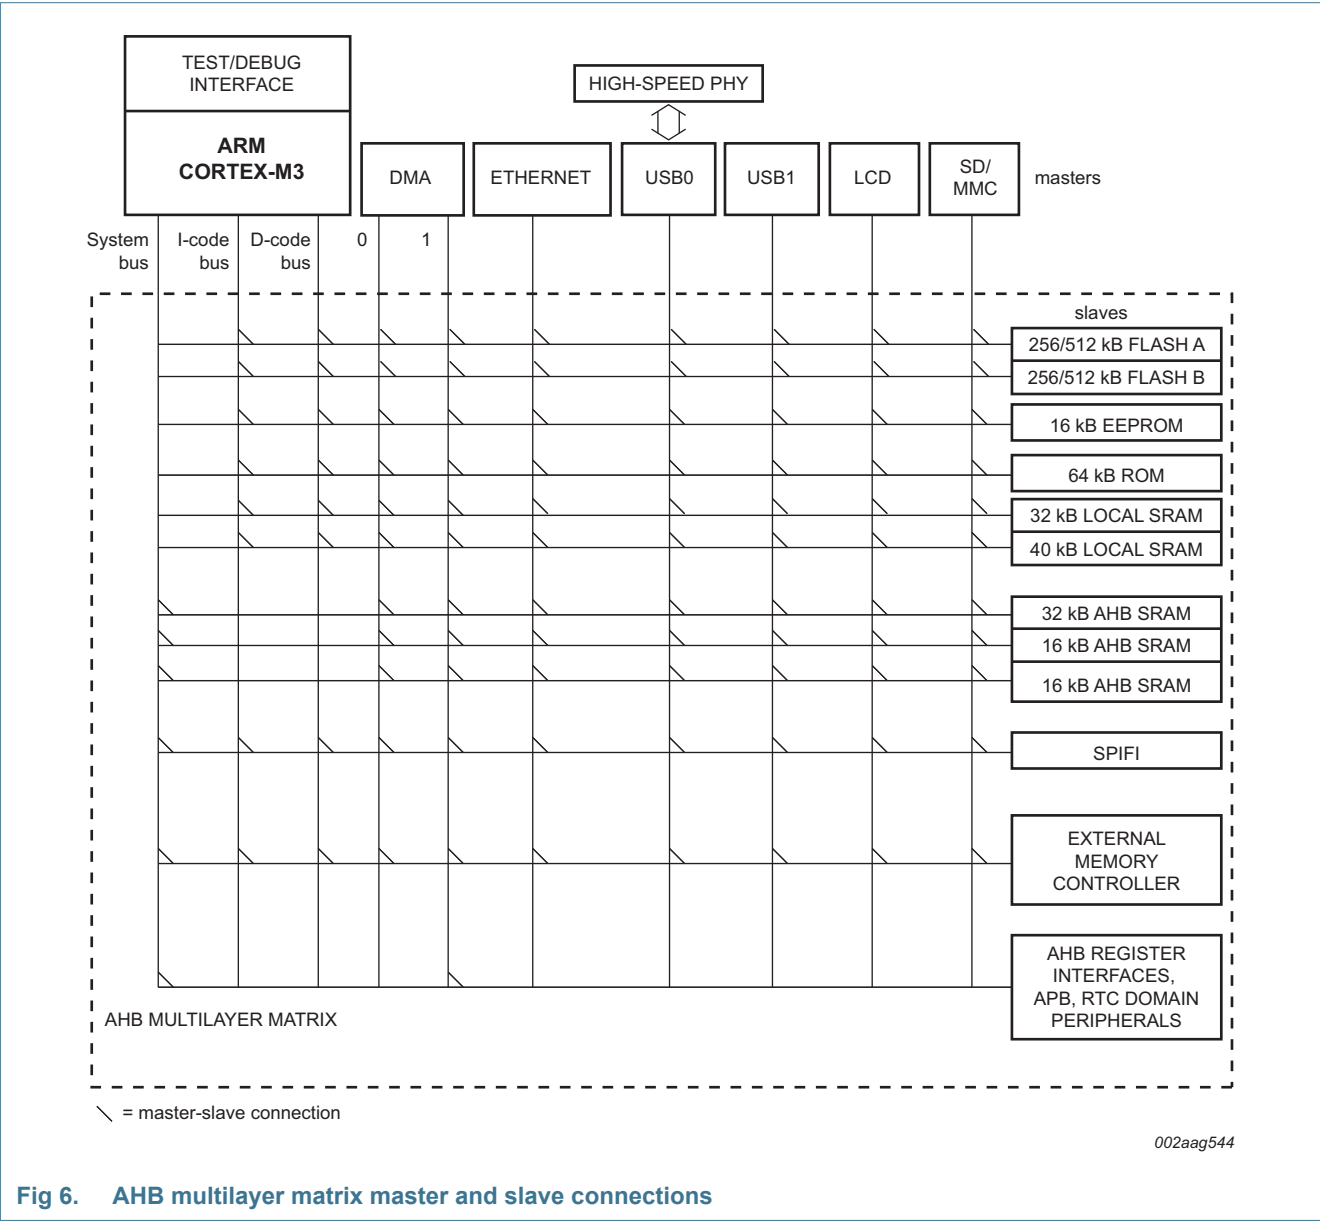 TEST/DEBUG
INTERFACE
ARM
CORTEX-M3
HIGH-SPEED PHY
DMA
ETHERNET
USB0
USB1
LCD
SD/
MMC
masters
System
bus
I-code
bus
D-code
bus
0
1
slaves
256/512 kB FLASH A
256/512 kB FLASH B
16 kB EEPROM
64 kB ROM
32 kB LOCAL SRAM
40 kB LOCAL SRAM
32 kB AHB SRAM
16 kB AHB SRAM
16 kB AHB SRAM
SPIFI
EXTERNAL
MEMORY
CONTROLLER
AHB REGISTER
INTERFACES,
APB, RTC DOMAIN
PERIPHERALS
AHB MULTILAYER MATRIX
= master-slave connection
002aag544
Fig 6. AHB multilayer matrix master and slave connections